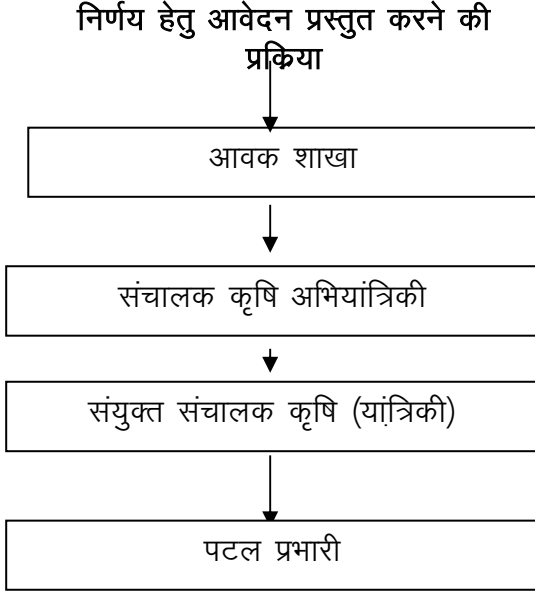 निर्णय हेतु आवेदन प्रस्तुत करने की
प्रक्रिया
आवक शाखा
संचालक कृषि अभियांत्रिकी
संयुक्त संचालक कृषि (यांत्रिकी)
पटल प्रभारी